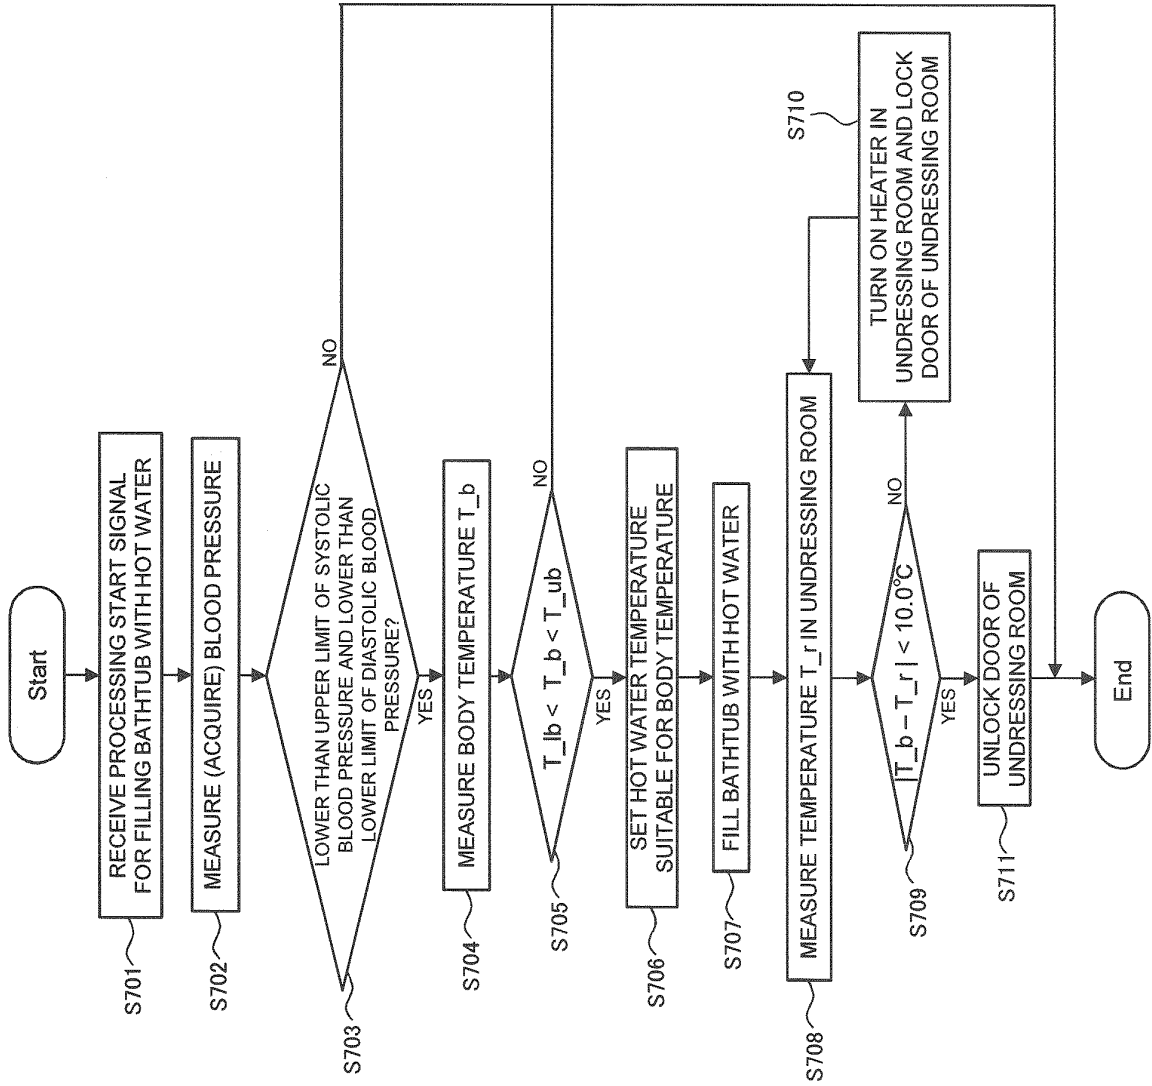 Start
RECEIVE PROCESSING START SIGNAL
FOR FILLING BATHTUB WITH HOT WATER
S701
MEASURE (ACQUIRE) BLOOD PRESSURE
S702
LOWER THAN UPPER LIMIT OF SYSTOLIC
BLOOD PRESSURE AND LOWER THAN
LOWER LIMIT OF DIASTOLIC BLOOD
PRESSURE?
S703
NO
YES
MEASURE BODY TEMPERATURE T_b
S704
T_lb < T_b < T_ub
S705
NO
YES
SET HOT WATER TEMPERATURE
SUITABLE FOR BODY TEMPERATURE
S706
FILL BATHTUB WITH HOT WATER
S707
MEASURE TEMPERATURE T_r IN UNDRESSING ROOM
S708
|T_b – T_r| < 10.0°C
S709
NO
YES
TURN ON HEATER IN
UNDRESSING ROOM AND LOCK
DOOR OF UNDRESSING ROOM
S710
UNLOCK DOOR OF
UNDRESSING ROOM
S711
End